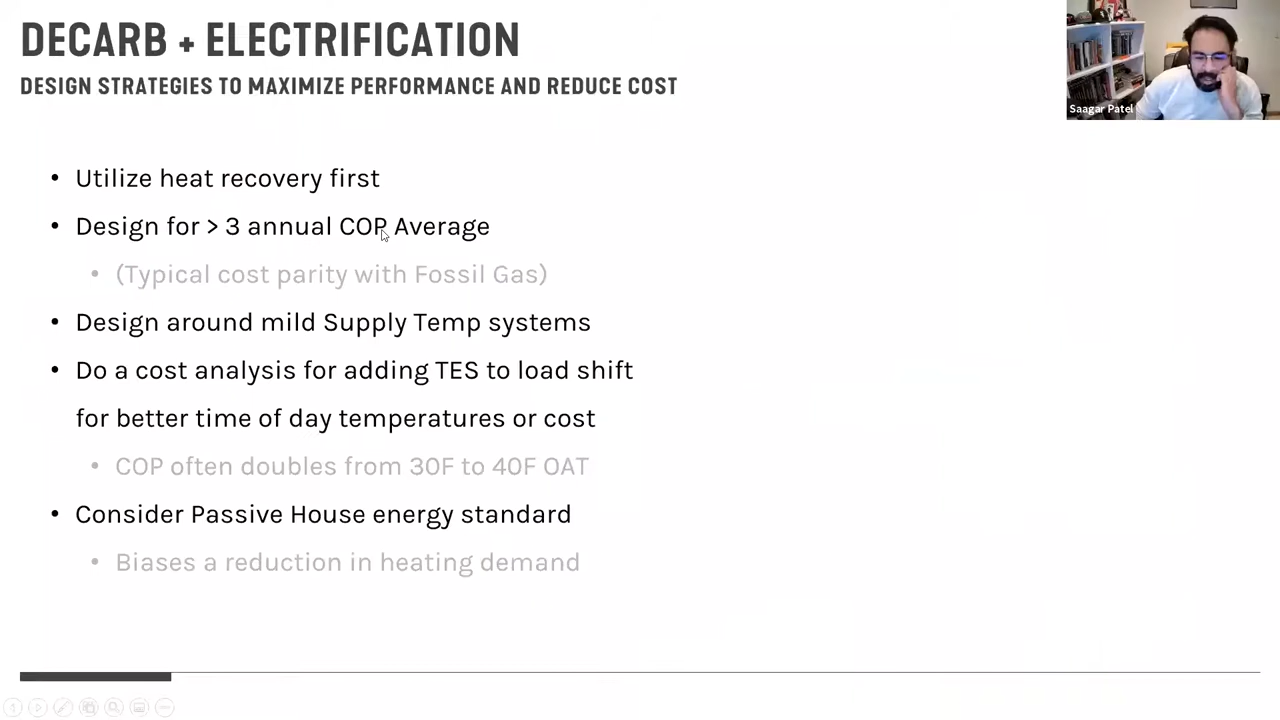 DECARB + ELECTRIFICATION
DESIGN STRATEGIES TO MAXIMIZE PERFORMANCE AND REDUCE COST
Saagar Patel
• Utilize heat recovery first
• Design for > 3 annual COP Average
• (Typical cost parity with Fossil Gas)
• Design around mild Supply Temp systems
• Do a cost analysis for adding TES to load shift
for better time of day temperatures or cost
• COP often doubles from 30F to 40F OAT
• Consider Passive House energy standard
• Biases a reduction in heating demand